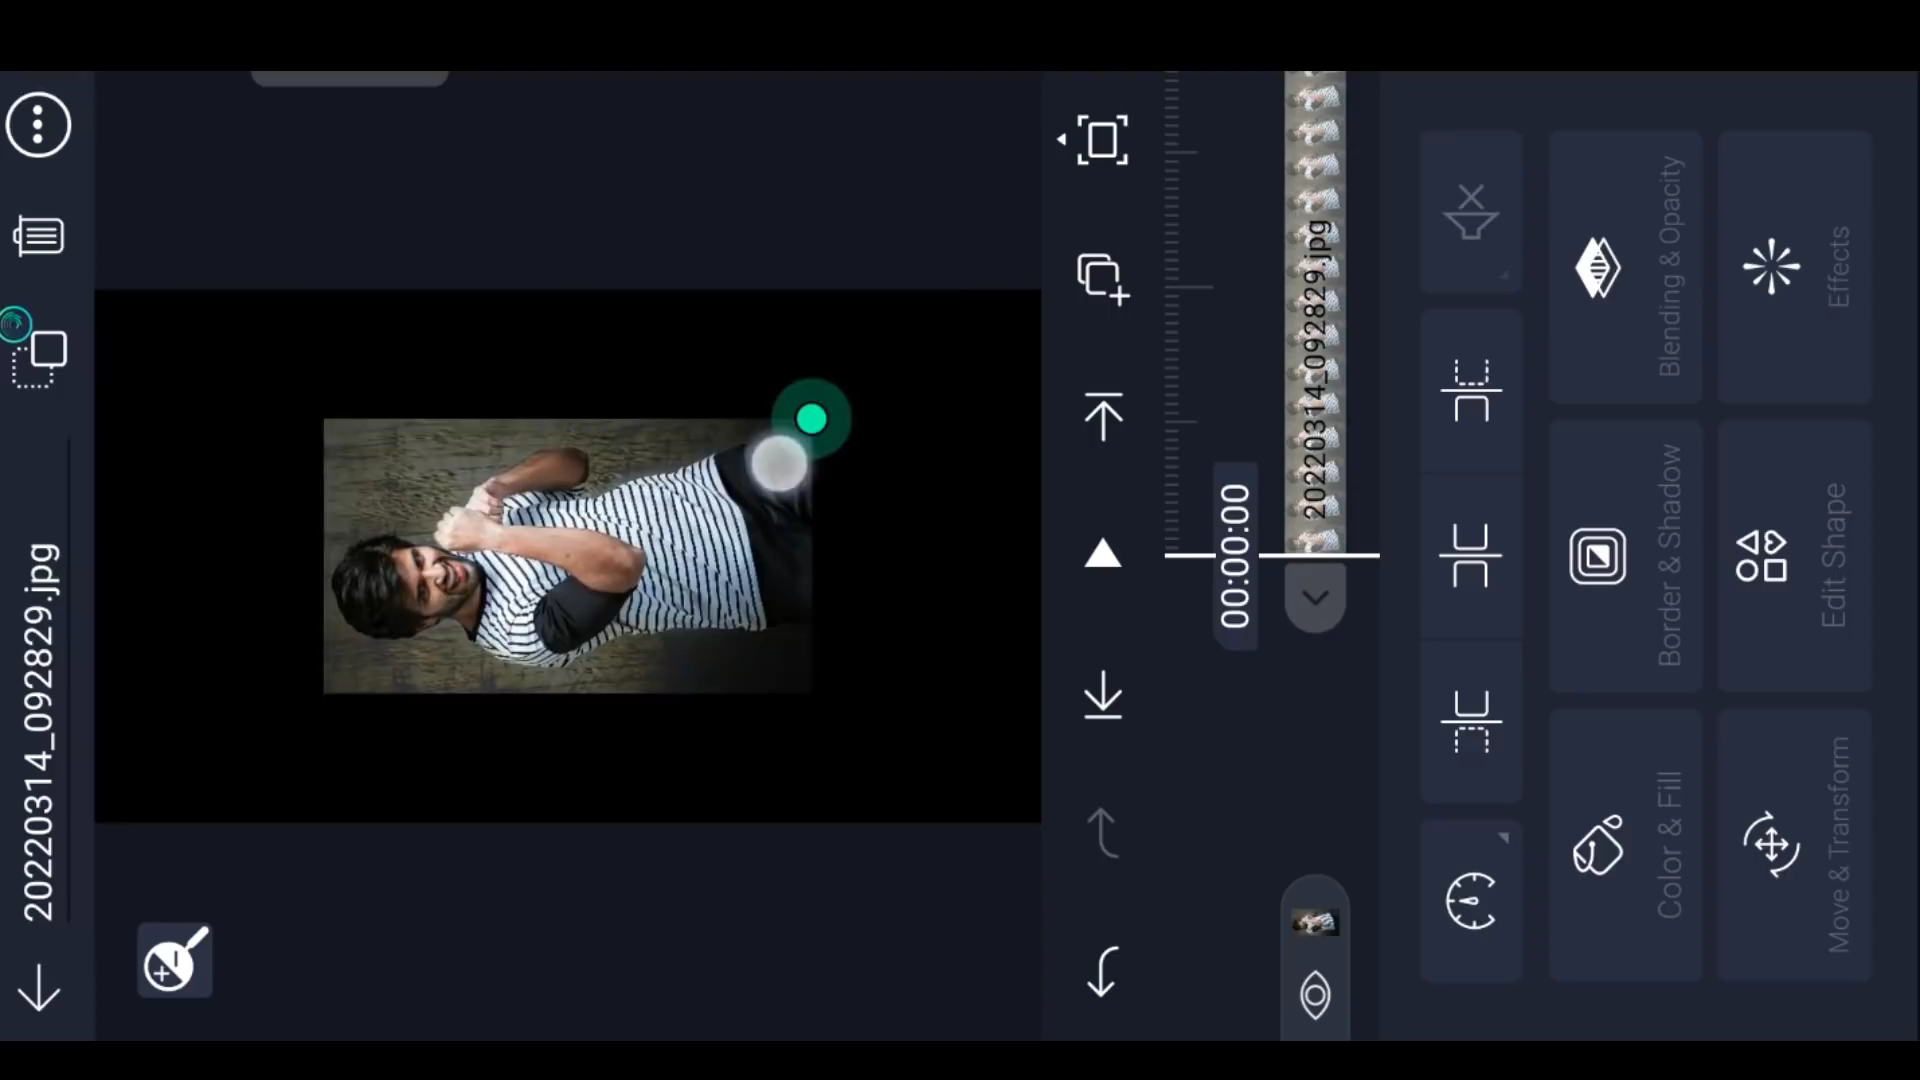 20220314_092829.jpg
00:00:00
20220314_092829.jpg
Color & Fill
Border & Shadow
Blending & Opacity
Move & Transform
Edit Shape
Effects